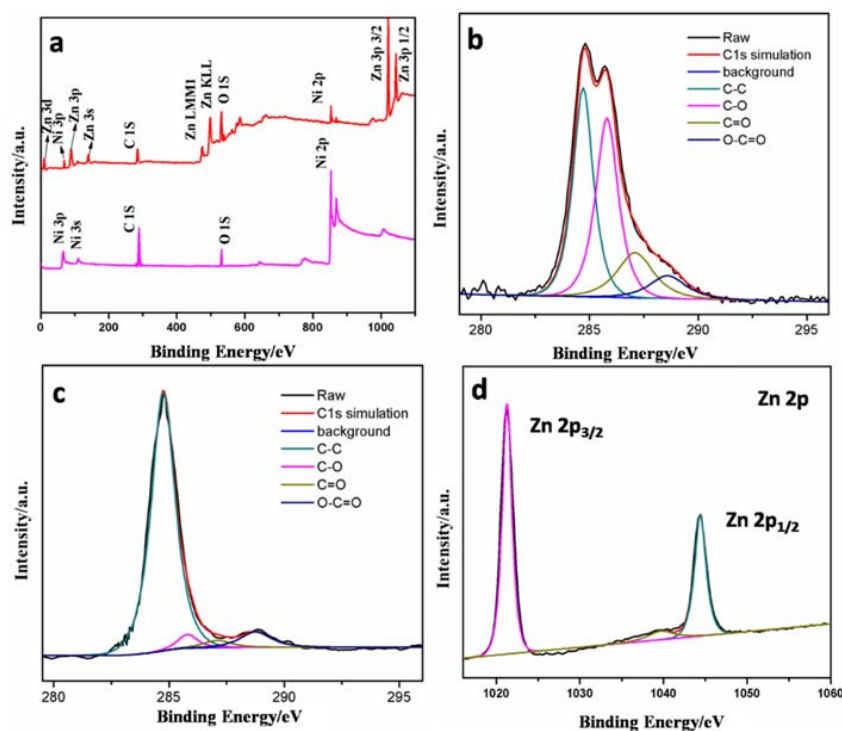 a
Intensity/a.u.
Zn 3d
Ni 3p
Zn 3p
Zn 3s
C 1S
Zn LMM1
Zn KLL
O 1S
Ni 2p
Zn 3p 3/2
Zn 3p 1/2
Ni 3p
Ni 3s
C 1S
O 1S
Ni 2p
0 200 400 600 800 1000
Binding Energy/eV
b
Intensity/a.u.
Raw
C1s simulation
background
C-C
C-O
C=O
O-C=O
280 285 290 295
Binding Energy/eV
c
Intensity/a.u.
Raw
C1s simulation
background
C-C
C-O
C=O
O-C=O
280 285 290 295
Binding Energy/eV
d
Intensity/a.u.
Zn 2p
Zn 2p3/2
Zn 2p1/2
1020 1030 1040 1050 1060
Binding Energy/eV